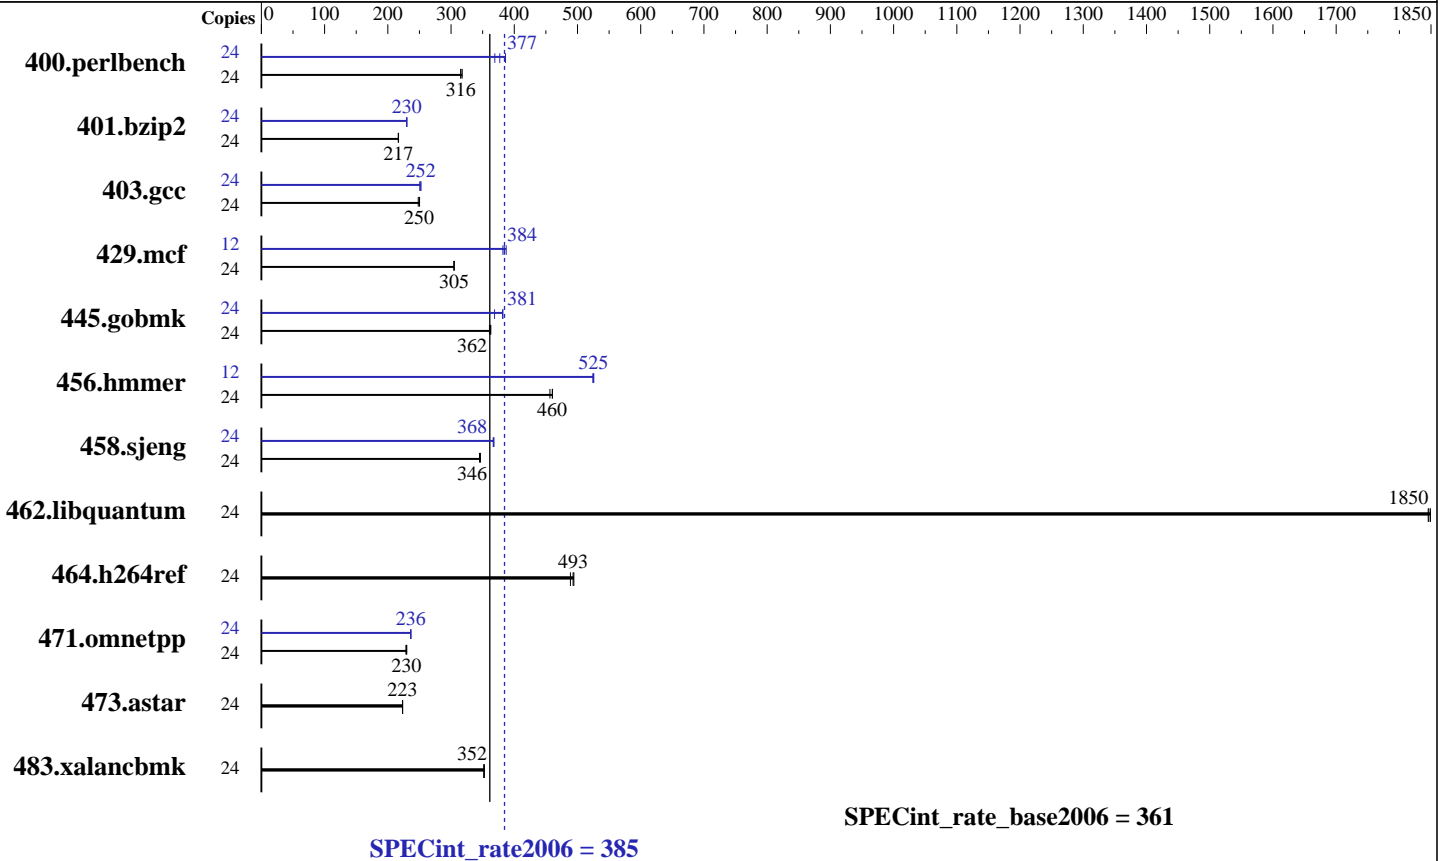 Copies 0 100 200 300 400 500 600 700 800 900 1000 1100 1200 1300 1400 1500 1600 1700 1850
400.perlbench 24 377
24 316
401.bzip2 24 230
24 217
403.gcc 24 252
24 250
429.mcf 12 384
24 305
445.gobmk 24 381
24 362
456.hmmer 12 525
24 460
458.sjeng 24 368
24 346
462.libquantum 24 1850
464.h264ref 24 493
471.omnetpp 24 236
24 230
473.astar 24 223
483.xalancbmk 24 352
SPECint_rate_base2006 = 361
SPECint_rate2006 = 385